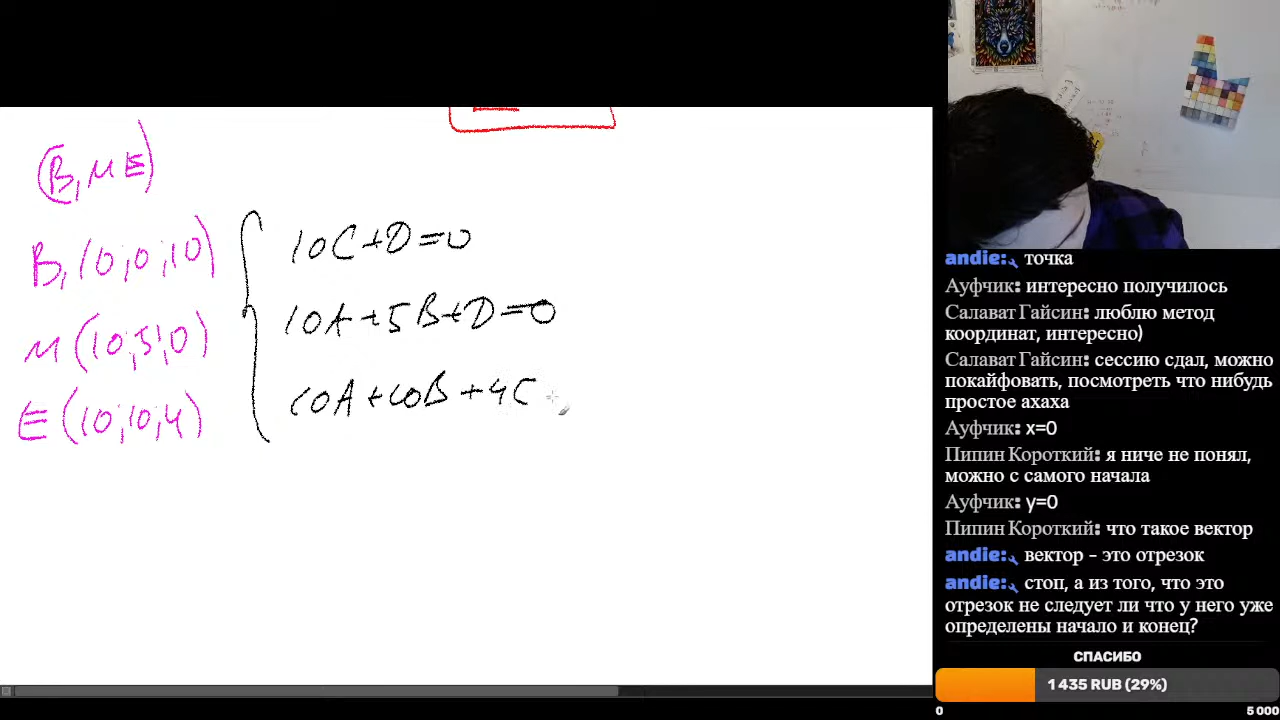 (B₁ME)
B₁(0;0;10)
M(10;5;0)
E(10;10;4)
10C+D=0
10A+5B+D=0
10A+10B+4C
andie: точка
Ауфчик: интересно получилось
Салават Гайсин: люблю метод
координат, интересно)
Салават Гайсин: сессию сдал, можно
покайфовать, посмотреть что нибудь
простое ахаха
Ауфчик: x=0
Пипин Короткий: я ниче не понял,
можно с самого начала
Ауфчик: y=0
Пипин Короткий: что такое вектор
andie: вектор - это отрезок
andie: стоп, а из того, что это
отрезок не следует ли что у него уже
определены начало и конец?
СПАСИБО
1 435 RUB (29%)
0 5 000